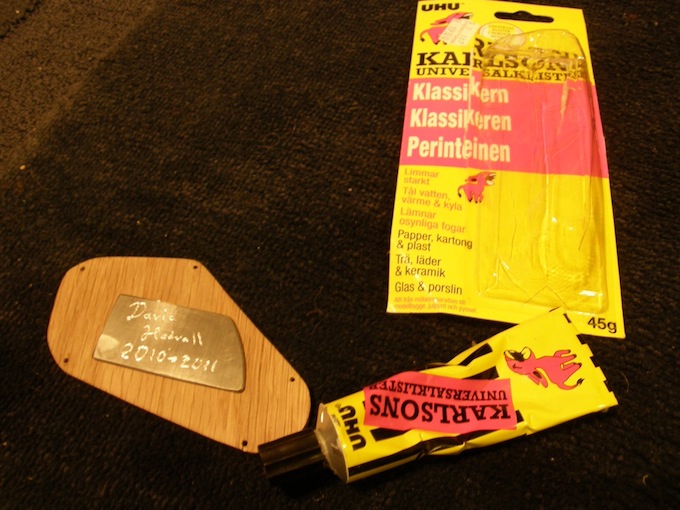 UHU
KARLSONS
UNIVERSALKLISTER
Klassikern
Klassikeren
Perinteinen
Limmar
starkt
Tål vatten,
värme & kyla
Lämnar
osynliga fogar
Papper, kartong
& plast
Trä, läder
& keramik
Glas & porslin
45g
David
Hedvall
2010-2011
UHU
KARLSONS
UNIVERSALKLISTER